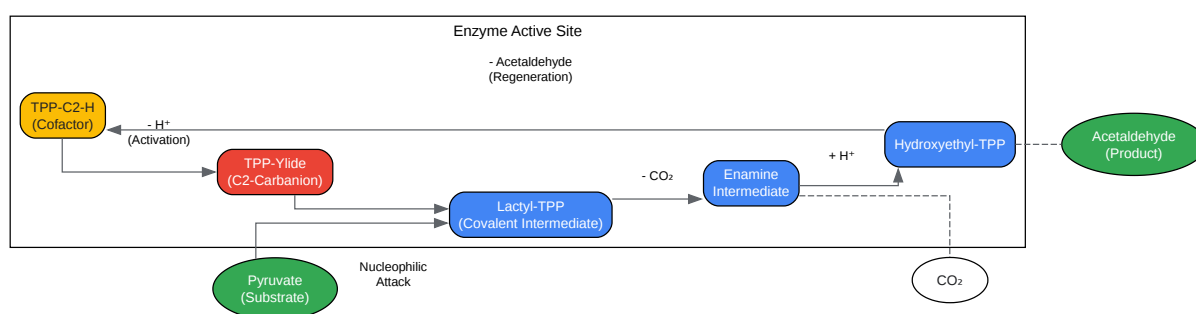 Enzyme Active Site
- Acetaldehyde
(Regeneration)
TPP-C2-H
(Cofactor)
- H⁺
(Activation)
TPP-Ylide
(C2-Carbanion)
Lactyl-TPP
(Covalent Intermediate)
- CO₂
Enamine
Intermediate
+ H⁺
Hydroxyethyl-TPP
Acetaldehyde
(Product)
Pyruvate
(Substrate)
Nucleophilic
Attack
CO₂